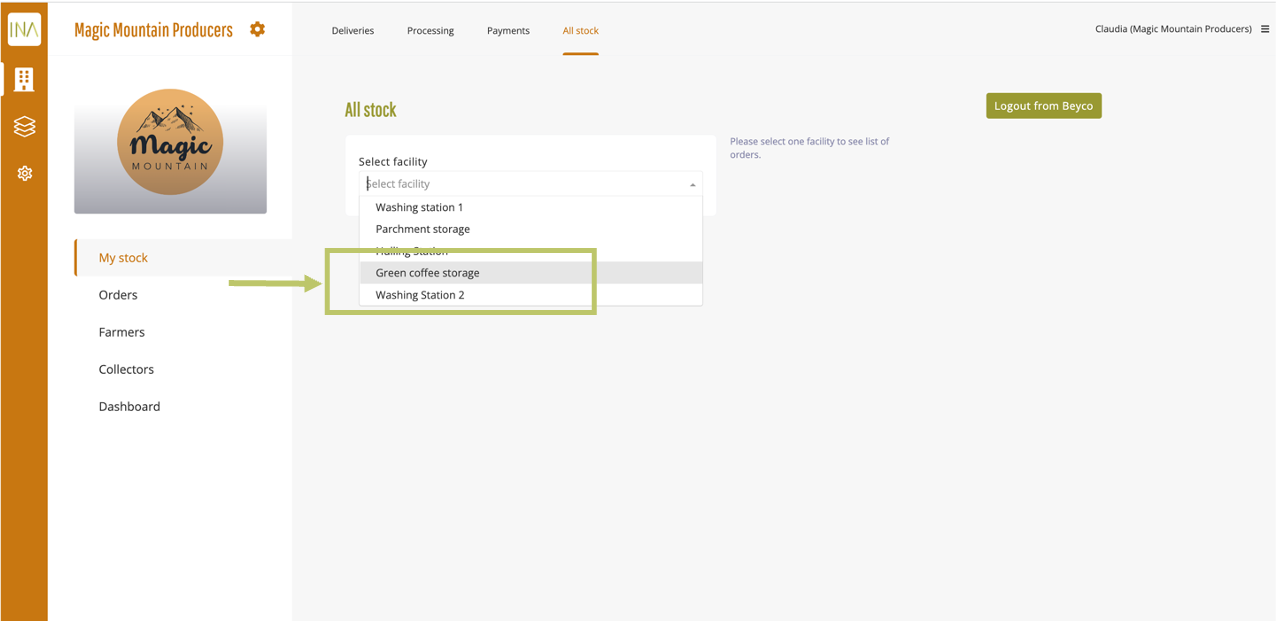 INA
Magic Mountain Producers
Deliveries
Processing
Payments
All stock
Claudia (Magic Mountain Producers)
Magic
MOUNTAIN
My stock
Orders
Farmers
Collectors
Dashboard
All stock
Logout from Beyco
Select facility
Select facility
Washing station 1
Parchment storage
Hulling Station
Green coffee storage
Washing Station 2
Please select one facility to see list of
orders.